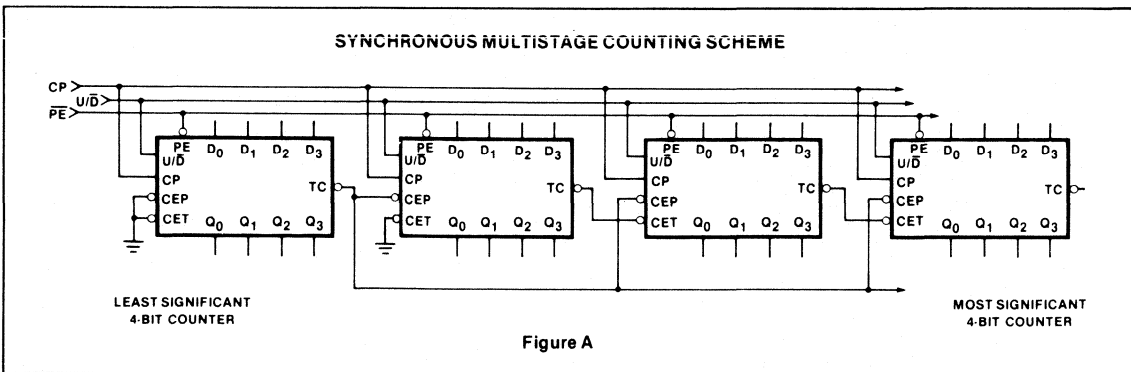 SYNCHRONOUS MULTISTAGE COUNTING SCHEME
CP
U/D̅
P̅E̅
PE D₀ D₁ D₂ D₃
U/D̅
CP
CEP
CET
TC
Q₀ Q₁ Q₂ Q₃
PE D₀ D₁ D₂ D₃
U/D̅
CP
CEP
CET
TC
Q₀ Q₁ Q₂ Q₃
PE D₀ D₁ D₂ D₃
U/D̅
CP
CEP
CET
TC
Q₀ Q₁ Q₂ Q₃
PE D₀ D₁ D₂ D₃
U/D̅
CP
CEP
CET
TC
Q₀ Q₁ Q₂ Q₃
LEAST SIGNIFICANT
4-BIT COUNTER
MOST SIGNIFICANT
4-BIT COUNTER
Figure A